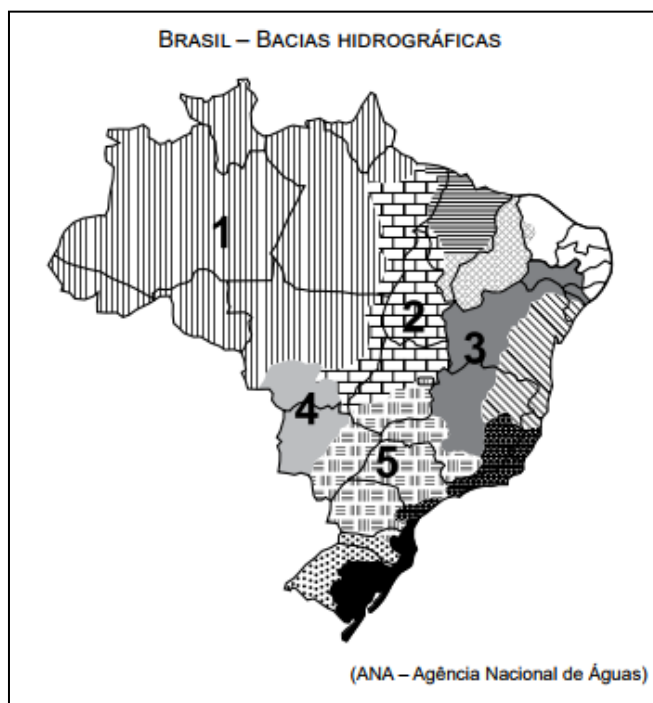 BRASIL – BACIAS HIDROGRÁFICAS
1
2
3
4
5
(ANA – Agência Nacional de Águas)